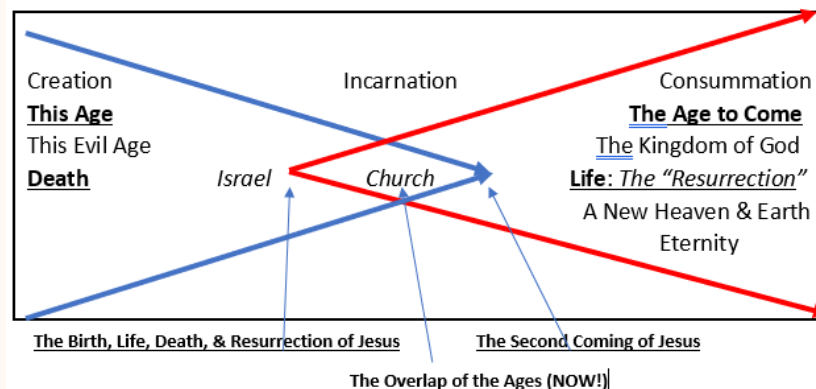 Creation
This Age
This Evil Age
Death
Israel
Incarnation
Church
Consummation
The Age to Come
The Kingdom of God
Life: The “Resurrection”
A New Heaven & Earth
Eternity
The Birth, Life, Death, & Resurrection of Jesus
The Second Coming of Jesus
The Overlap of the Ages (NOW!)